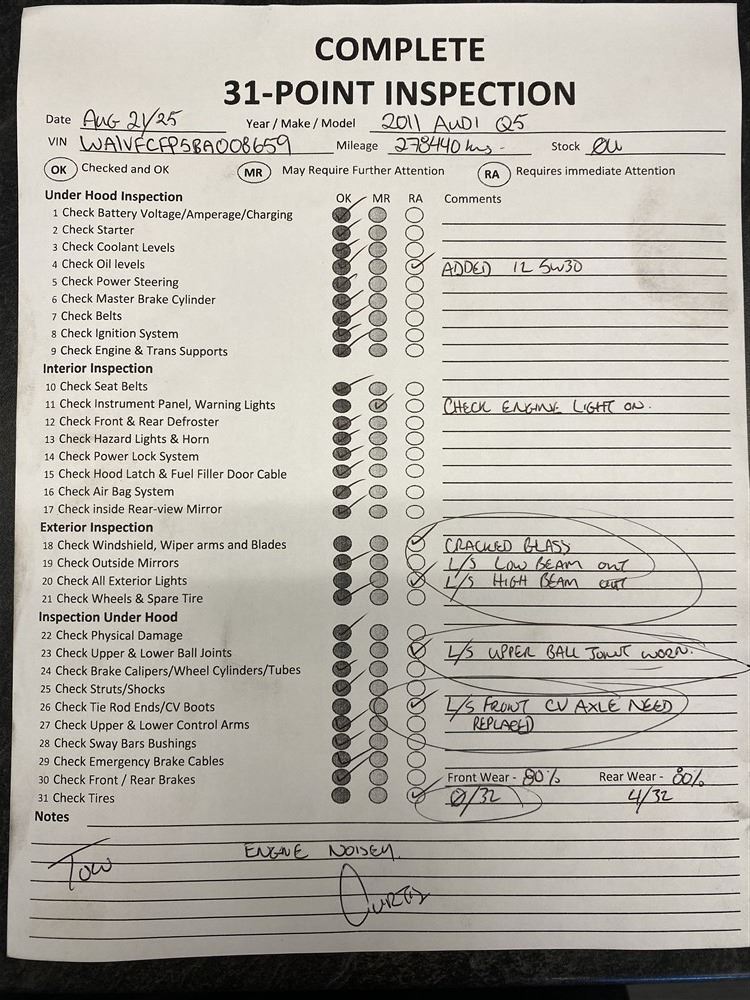 COMPLETE
31-POINT INSPECTION
Date AUG 21/25 Year / Make / Model 2011 AUDI Q5
VIN WA1VFCFP5BA008659 Mileage 278440 kms - Stock
OK Checked and OK MR May Require Further Attention RA Requires immediate Attention
Under Hood Inspection OK MR RA Comments
1 Check Battery Voltage/Amperage/Charging
2 Check Starter
3 Check Coolant Levels
4 Check Oil levels ADDED 1L 5W30
5 Check Power Steering
6 Check Master Brake Cylinder
7 Check Belts
8 Check Ignition System
9 Check Engine & Trans Supports
Interior Inspection
10 Check Seat Belts
11 Check Instrument Panel, Warning Lights CHECK ENGINE LIGHT ON.
12 Check Front & Rear Defroster
13 Check Hazard Lights & Horn
14 Check Power Lock System
15 Check Hood Latch & Fuel Filler Door Cable
16 Check Air Bag System
17 Check inside Rear-view Mirror
Exterior Inspection
18 Check Windshield, Wiper arms and Blades CRACKED GLASS
19 Check Outside Mirrors L/S LOW BEAM OUT
20 Check All Exterior Lights L/S HIGH BEAM OUT
21 Check Wheels & Spare Tire
Inspection Under Hood
22 Check Physical Damage
23 Check Upper & Lower Ball Joints L/S UPPER BALL JOINT WORN.
24 Check Brake Calipers/Wheel Cylinders/Tubes
25 Check Struts/Shocks
26 Check Tie Rod Ends/CV Boots L/S FRONT CV AXLE NEED
27 Check Upper & Lower Control Arms REPLACED
28 Check Sway Bars Bushings
29 Check Emergency Brake Cables
30 Check Front / Rear Brakes Front Wear - 80% Rear Wear - 80%
31 Check Tires 0/32 4/32
Notes
ENGINE NOISEY.
TOW
CURTIS